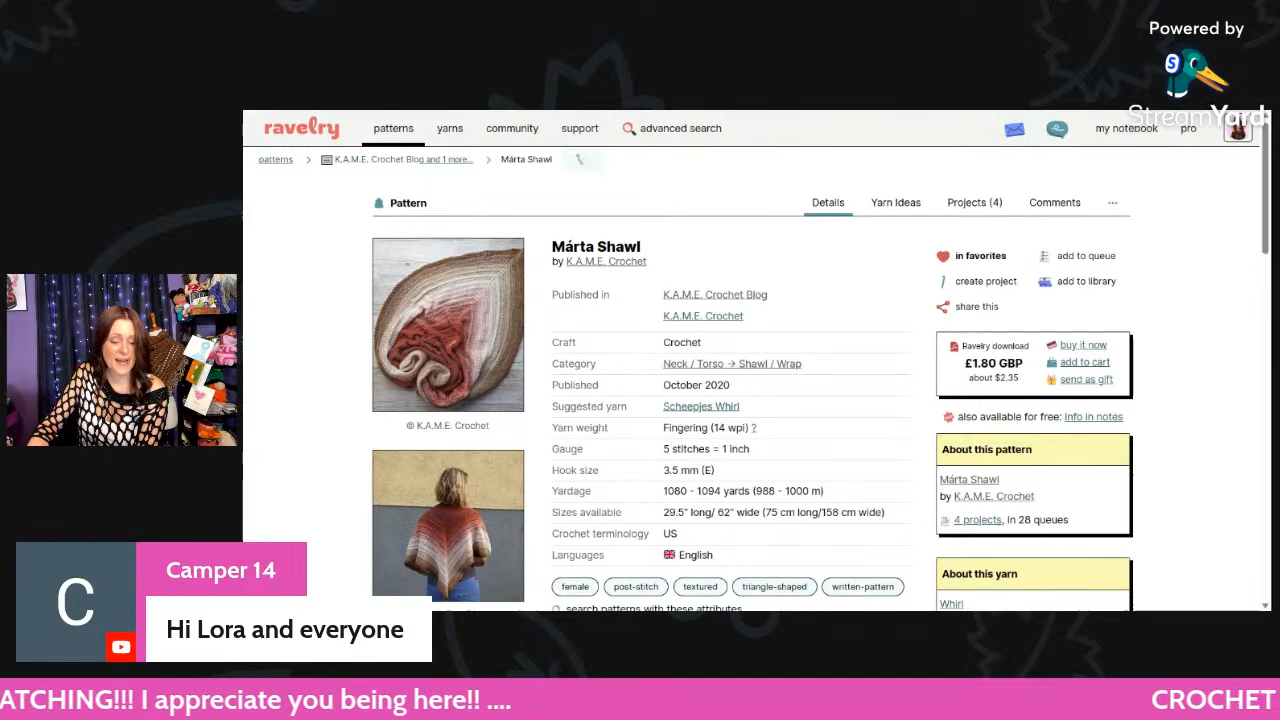 Powered by
S
StreamYard
ravelry
patterns yarns community support advanced search my notebook pro
patterns > K.A.M.E. Crochet Blog and 1 more... > Márta Shawl
Pattern Details Yarn Ideas Projects (4) Comments ...
Márta Shawl
by K.A.M.E. Crochet
in favorites add to queue
create project add to library
share this
Published in K.A.M.E. Crochet Blog
K.A.M.E. Crochet
Craft Crochet
Category Neck / Torso → Shawl / Wrap
Published October 2020
Suggested yarn Scheepjes Whirl
Yarn weight Fingering (14 wpi) ?
Gauge 5 stitches = 1 inch
Hook size 3.5 mm (E)
Yardage 1080 - 1094 yards (988 - 1000 m)
Sizes available 29.5" long/ 62" wide (75 cm long/158 cm wide)
Crochet terminology US
Languages English
female post-stitch textured triangle-shaped written-pattern
search patterns with these attributes
© K.A.M.E. Crochet
Ravelry download
£1.80 GBP
about $2.35
buy it now
add to cart
send as gift
also available for free: info in notes
About this pattern
Márta Shawl
by K.A.M.E. Crochet
4 projects, in 28 queues
About this yarn
Whirl
C
Camper 14
Hi Lora and everyone
ATCHING!!! I appreciate you being here!! .... CROCHET